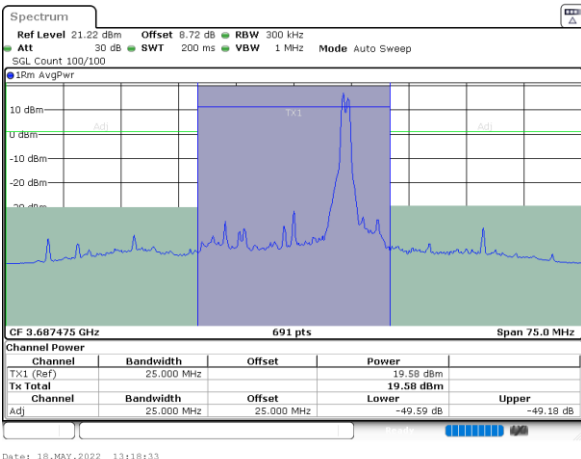 Spectrum
Ref Level 21.22 dBm Offset 8.72 dB RBW 300 kHz
Att 30 dB SWT 200 ms VBW 1 MHz Mode Auto Sweep
SGL Count 100/100
1Rm AvgPwr
10 dBm
TX1
Adj Adj
0 dBm
-10 dBm
-20 dBm
-30 dBm
CF 3.687475 GHz 691 pts Span 75.0 MHz
Channel Power
Channel Bandwidth Offset Power
TX1 (Ref) 25.000 MHz 19.58 dBm
Tx Total 19.58 dBm
Channel Bandwidth Offset Lower Upper
Adj 25.000 MHz 25.000 MHz -49.59 dB -49.18 dB
Date: 18.MAY.2022 13:18:33